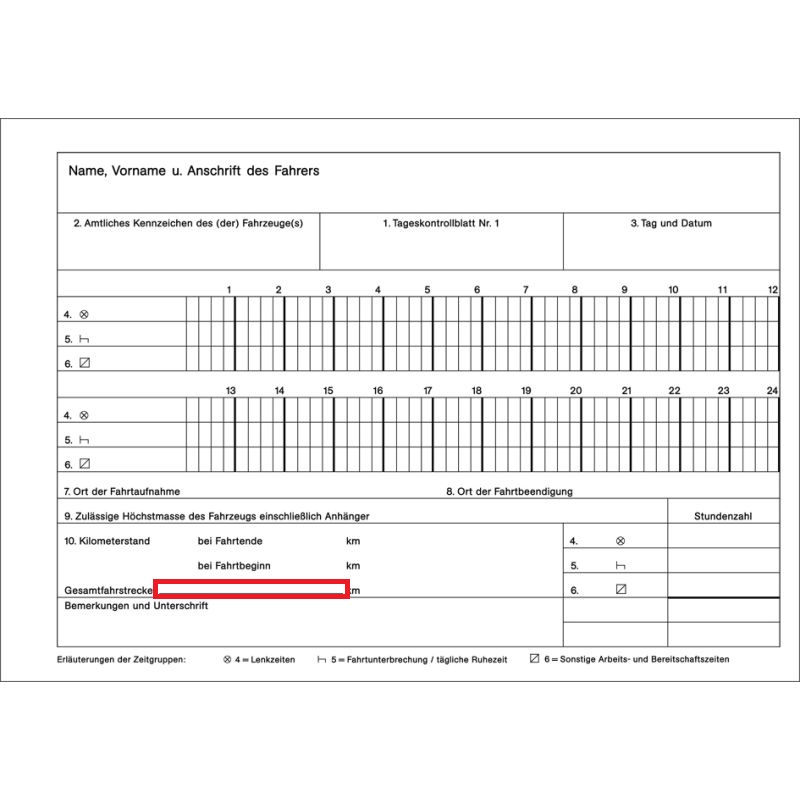 Name, Vorname u. Anschrift des Fahrers
2. Amtliches Kennzeichen des (der) Fahrzeuge(s) 1. Tageskontrollblatt Nr. 1 3. Tag und Datum
1 2 3 4 5 6 7 8 9 10 11 12
4.
5.
6.
13 14 15 16 17 18 19 20 21 22 23 24
4.
5.
6.
7. Ort der Fahrtaufnahme 8. Ort der Fahrtbeendigung
9. Zulässige Höchstmasse des Fahrzeugs einschließlich Anhänger Stundenzahl
10. Kilometerstand bei Fahrtende km 4.
bei Fahrtbeginn km 5.
Gesamtfahrstrecke km 6.
Bemerkungen und Unterschrift
Erläuterungen der Zeitgruppen: 4 = Lenkzeiten 5 = Fahrtunterbrechung / tägliche Ruhezeit 6 = Sonstige Arbeits- und Bereitschaftszeiten